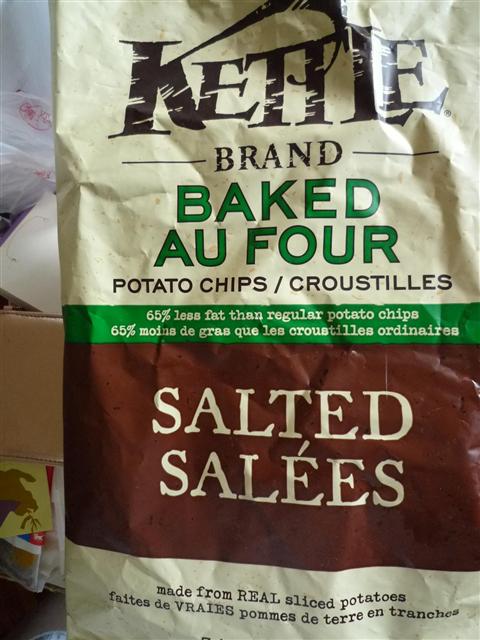 KETTLE
BRAND
BAKED
AU FOUR
POTATO CHIPS / CROUSTILLES
65% less fat than regular potato chips
65% moins de gras que les croustilles ordinaires
SALTED
SALÉES
made from REAL sliced potatoes
faites de VRAIES pommes de terre en tranches